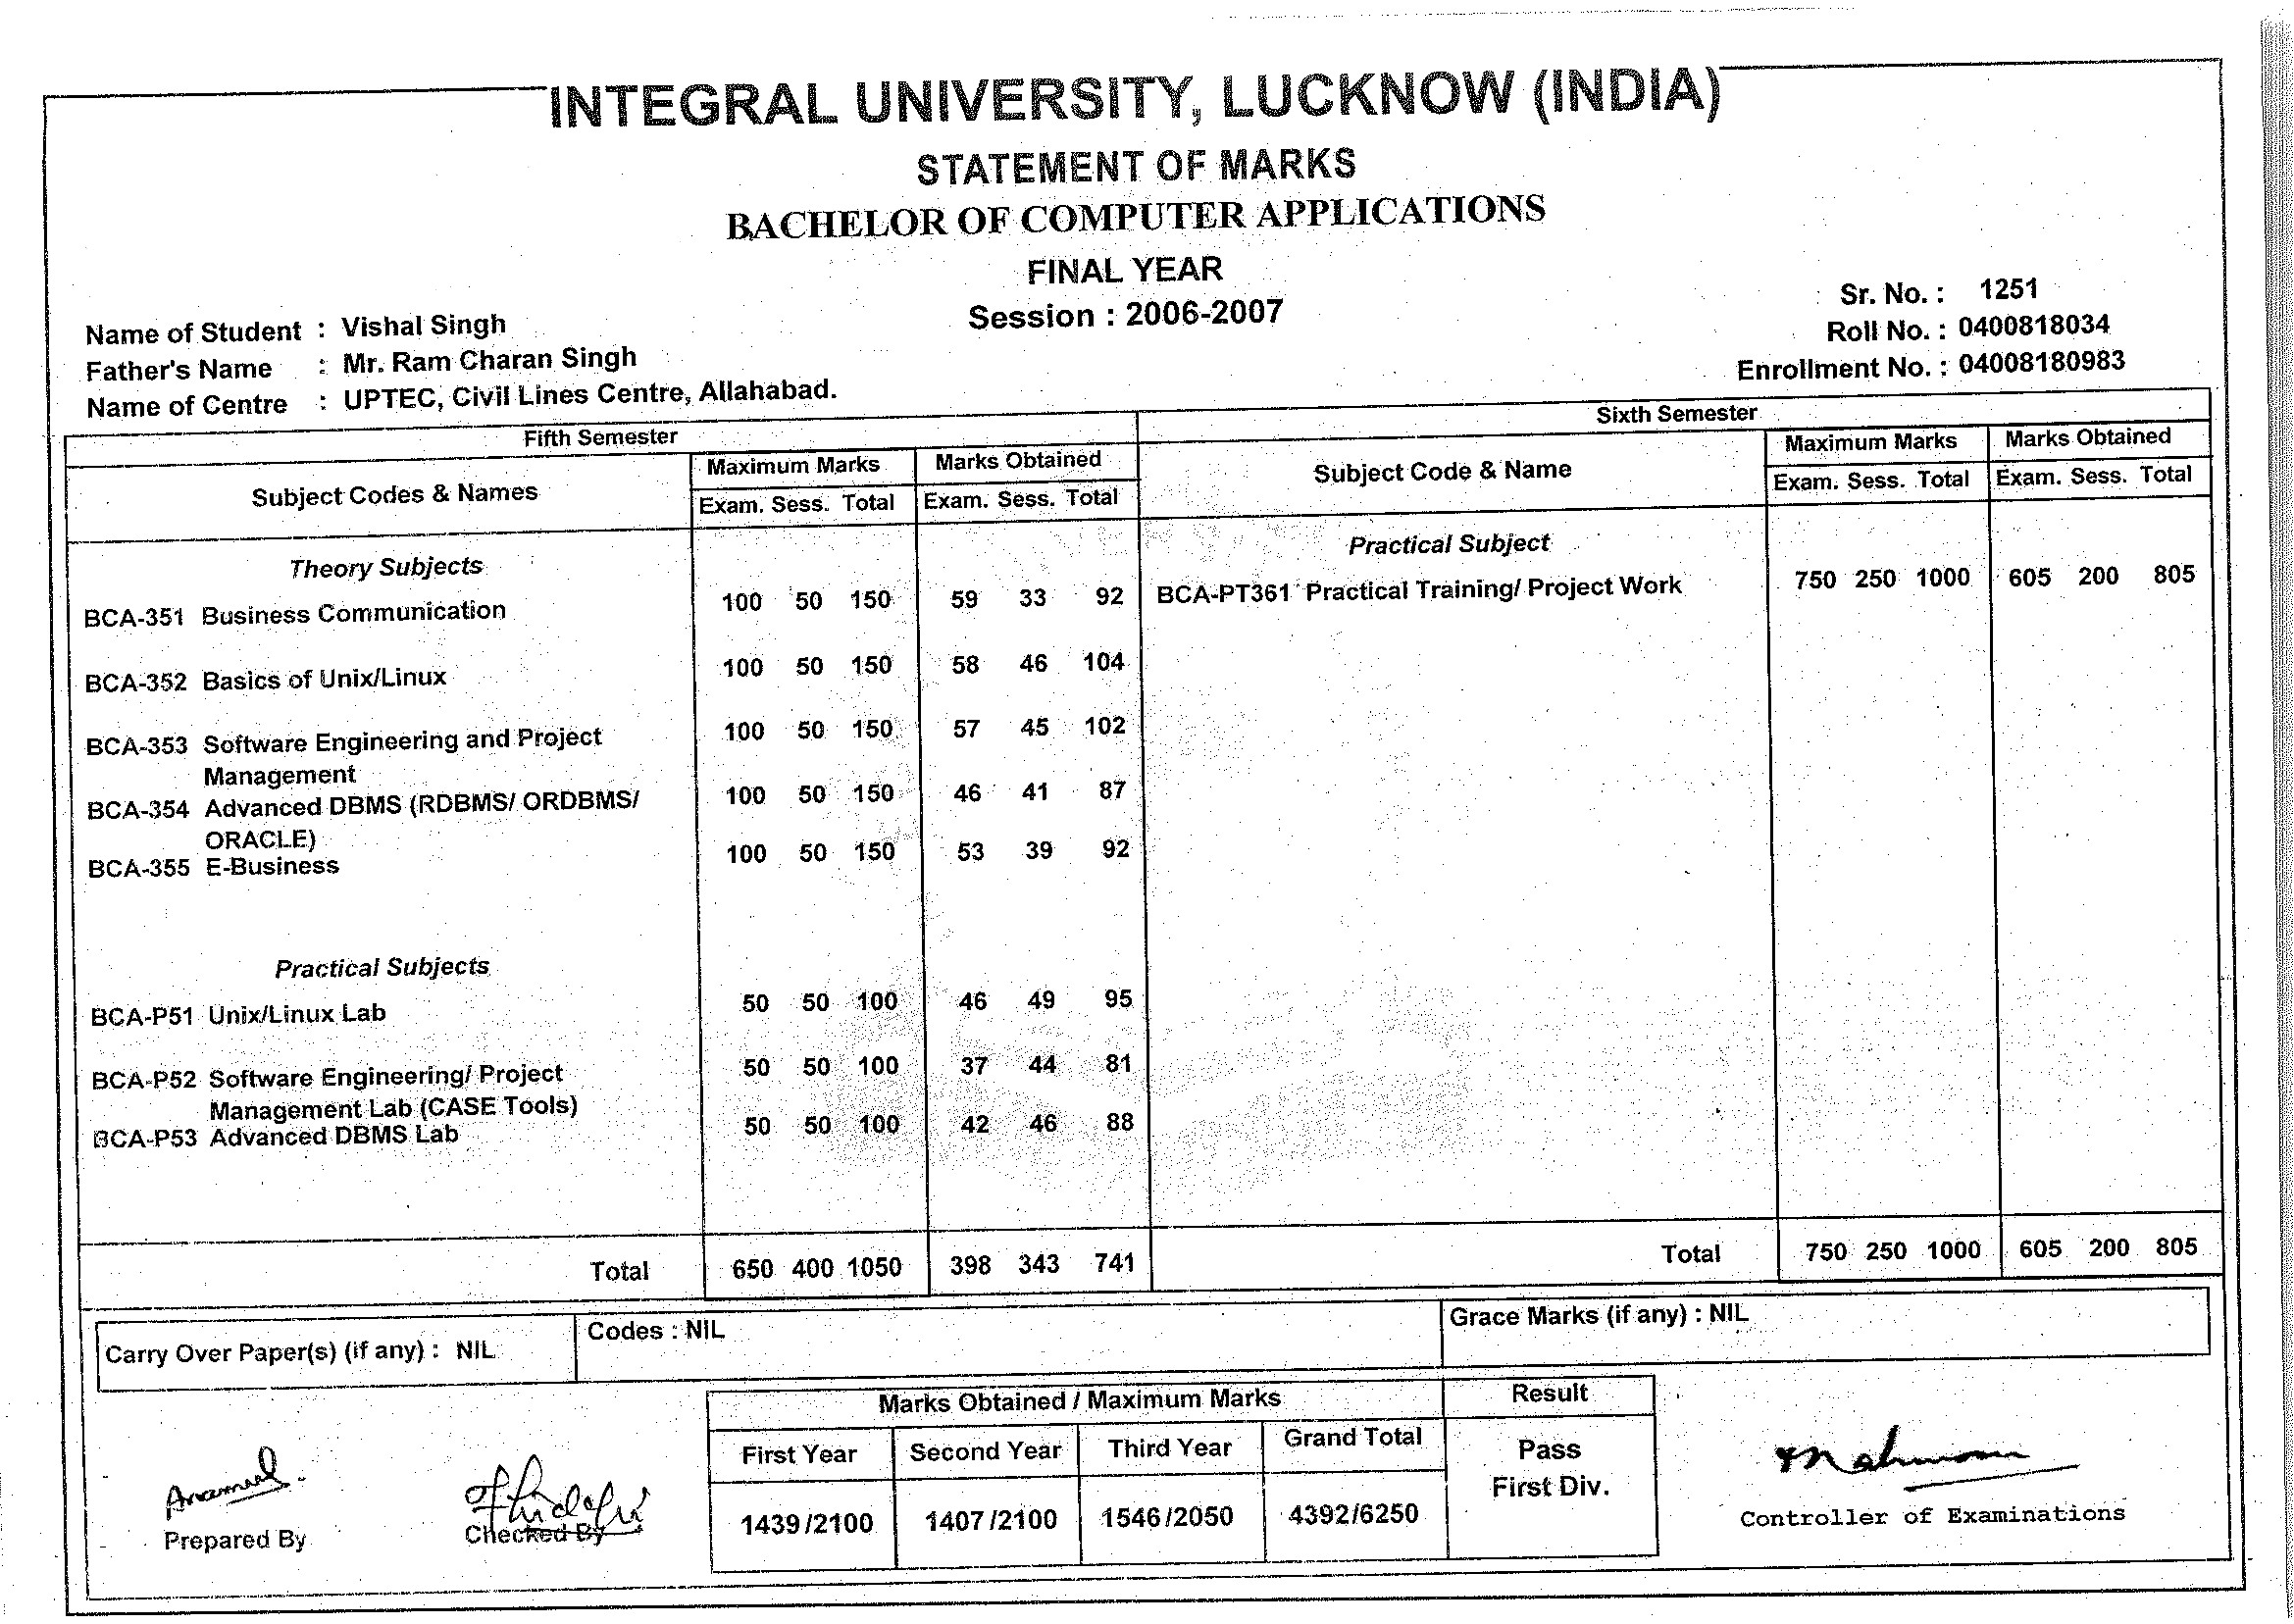 INTEGRAL UNIVERSITY, LUCKNOW (INDIA)
STATEMENT OF MARKS
BACHELOR OF COMPUTER APPLICATIONS
FINAL YEAR
Session : 2006-2007
Sr. No. : 1251
Roll No. : 0400818034
Enrollment No. : 04008180983
Name of Student : Vishal Singh
Father's Name : Mr. Ram Charan Singh
Name of Centre : UPTEC, Civil Lines Centre, Allahabad.
Fifth Semester
Subject Codes & Names
Maximum Marks Marks Obtained
Exam. Sess. Total Exam. Sess. Total
Theory Subjects
BCA-351 Business Communication 100 50 150 59 33 92
BCA-352 Basics of Unix/Linux 100 50 150 58 46 104
BCA-353 Software Engineering and Project 100 50 150 57 45 102
Management
BCA-354 Advanced DBMS (RDBMS/ ORDBMS/ 100 50 150 46 41 87
ORACLE)
BCA-355 E-Business 100 50 150 53 39 92
Practical Subjects
BCA-P51 Unix/Linux Lab 50 50 100 46 49 95
BCA-P52 Software Engineering/ Project 50 50 100 37 44 81
Management Lab (CASE Tools)
BCA-P53 Advanced DBMS Lab 50 50 100 42 46 88
Total 650 400 1050 398 343 741
Sixth Semester
Subject Code & Name
Maximum Marks Marks Obtained
Exam. Sess. Total Exam. Sess. Total
Practical Subject
BCA-PT361 Practical Training/ Project Work 750 250 1000 605 200 805
Total 750 250 1000 605 200 805
Carry Over Paper(s) (if any) : NIL
Codes : NIL
Grace Marks (if any) : NIL
Marks Obtained / Maximum Marks Result
First Year Second Year Third Year Grand Total
1439/2100 1407/2100 1546/2050 4392/6250
Pass
First Div.
Prepared By
Checked By
Controller of Examinations